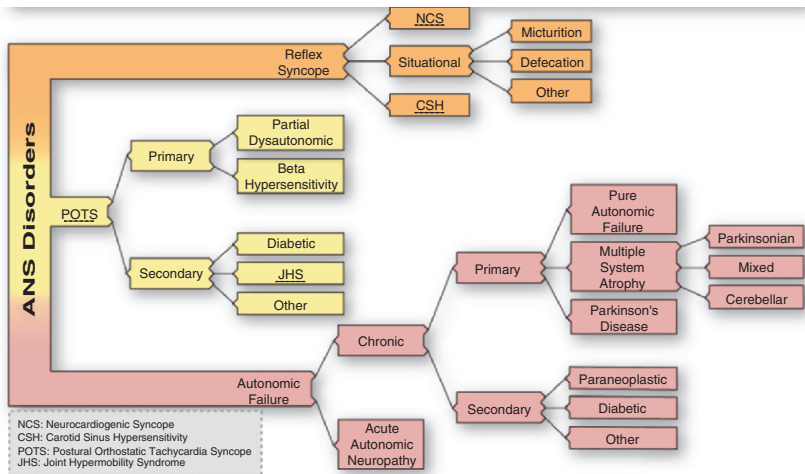 ANS Disorders
Reflex
Syncope
NCS
Situational
Micturition
Defecation
Other
CSH
POTS
Primary
Partial
Dysautonomic
Beta
Hypersensitivity
Secondary
Diabetic
JHS
Other
Autonomic
Failure
Chronic
Primary
Pure
Autonomic
Failure
Multiple
System
Atrophy
Parkinsonian
Mixed
Cerebellar
Parkinson's
Disease
Secondary
Paraneoplastic
Diabetic
Other
Acute
Autonomic
Neuropathy
NCS: Neurocardiogenic Syncope
CSH: Carotid Sinus Hypersensitivity
POTS: Postural Orthostatic Tachycardia Syncope
JHS: Joint Hypermobility Syndrome